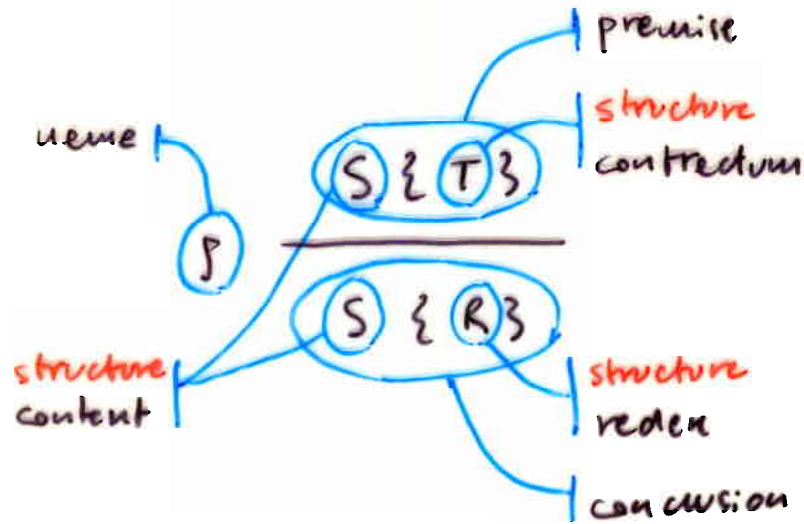 premise
structure
contractum
name
S { T }
ρ
S { R }
structure
content
structure
redex
conclusion